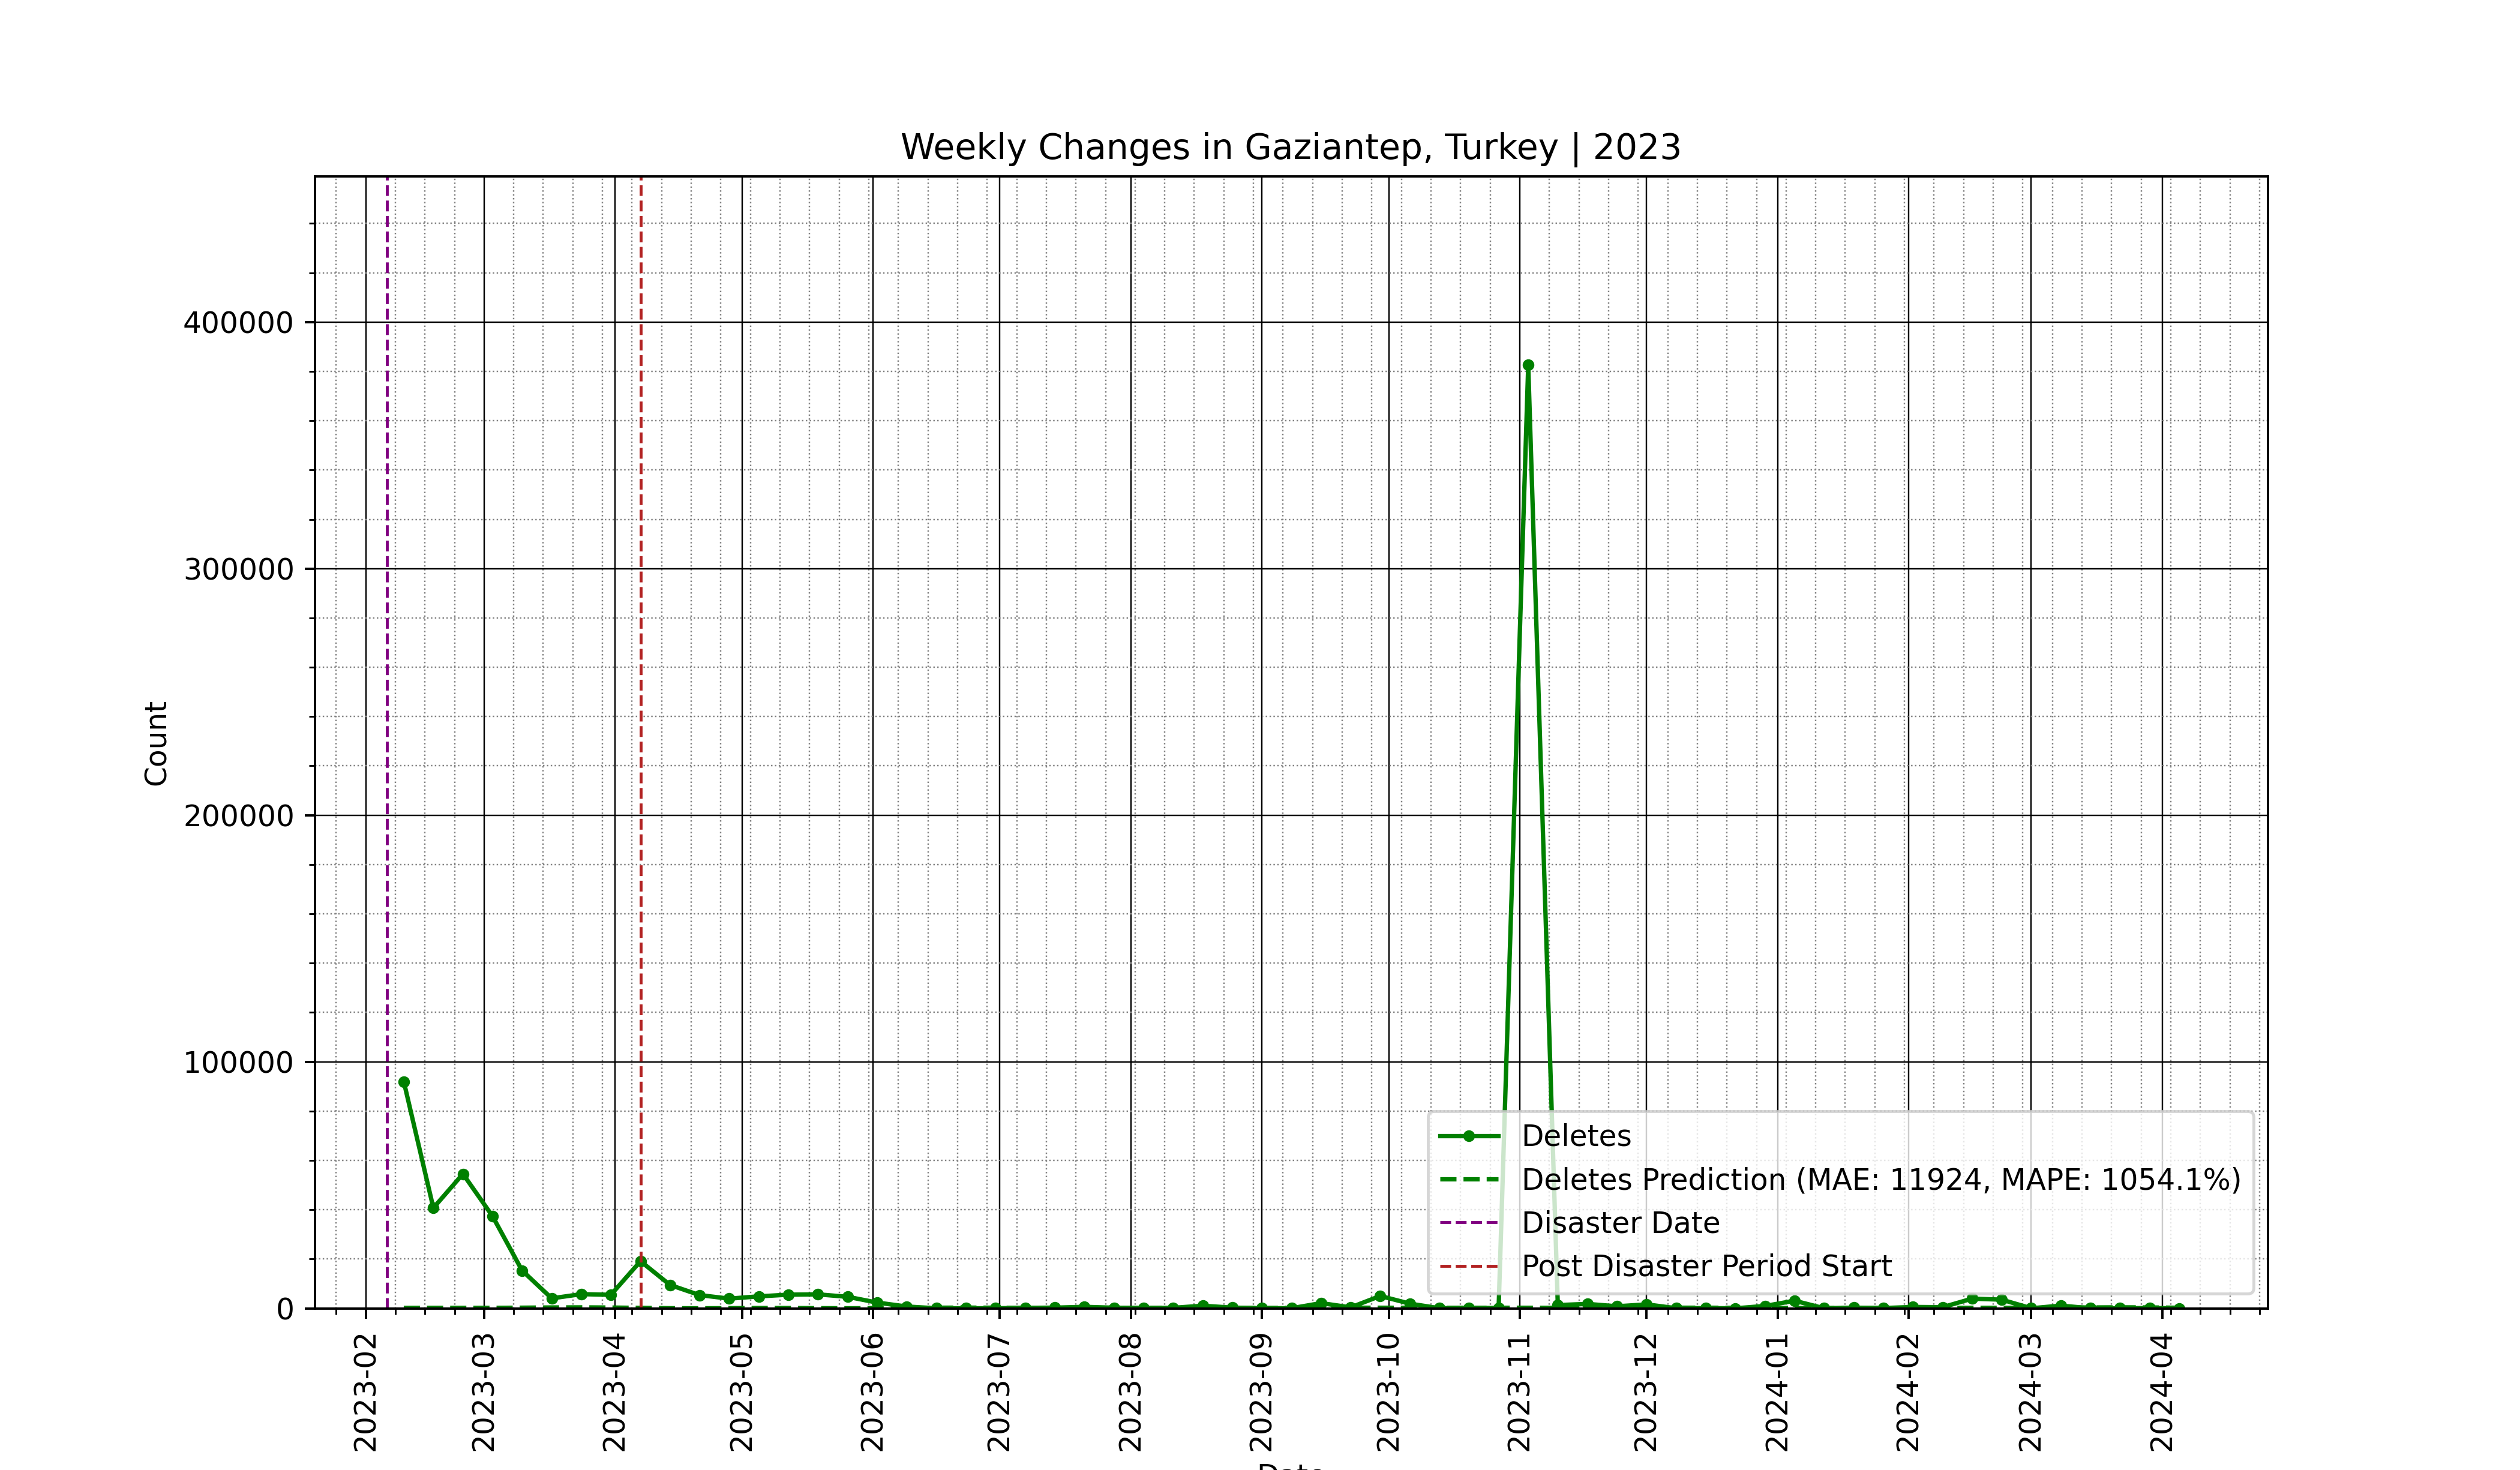 Weekly Changes in Gaziantep, Turkey | 2023
Count
400000
300000
200000
100000
0
Deletes
Deletes Prediction (MAE: 11924, MAPE: 1054.1%)
Disaster Date
Post Disaster Period Start
2023-02
2023-03
2023-04
2023-05
2023-06
2023-07
2023-08
2023-09
2023-10
2023-11
2023-12
2024-01
2024-02
2024-03
2024-04
Date